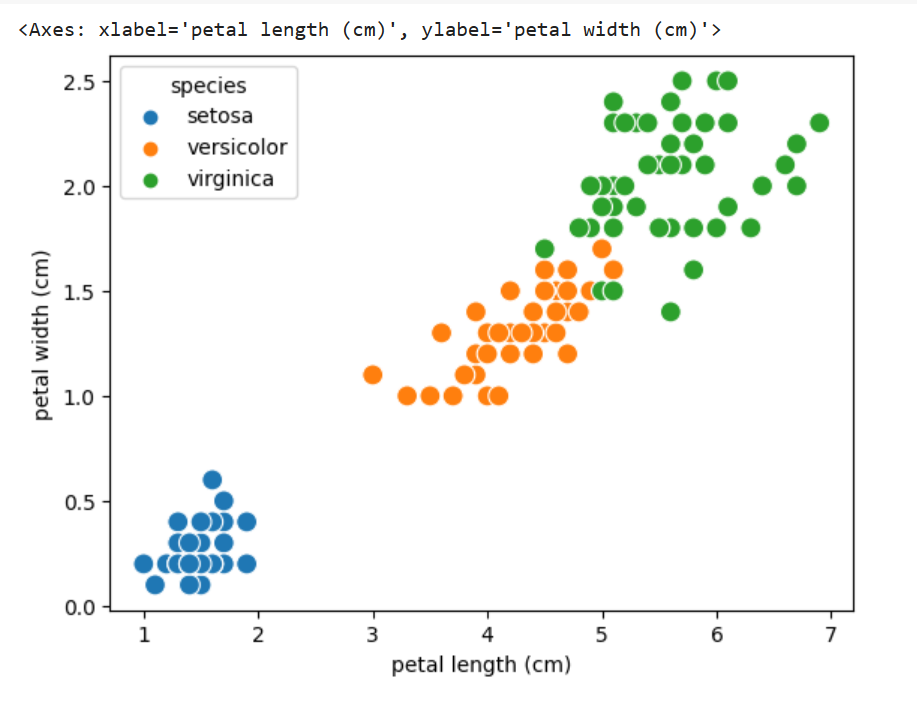 <Axes: xlabel='petal length (cm)', ylabel='petal width (cm)'>
species
setosa
versicolor
virginica
2.5
2.0
1.5
1.0
0.5
0.0
petal width (cm)
1 2 3 4 5 6 7
petal length (cm)